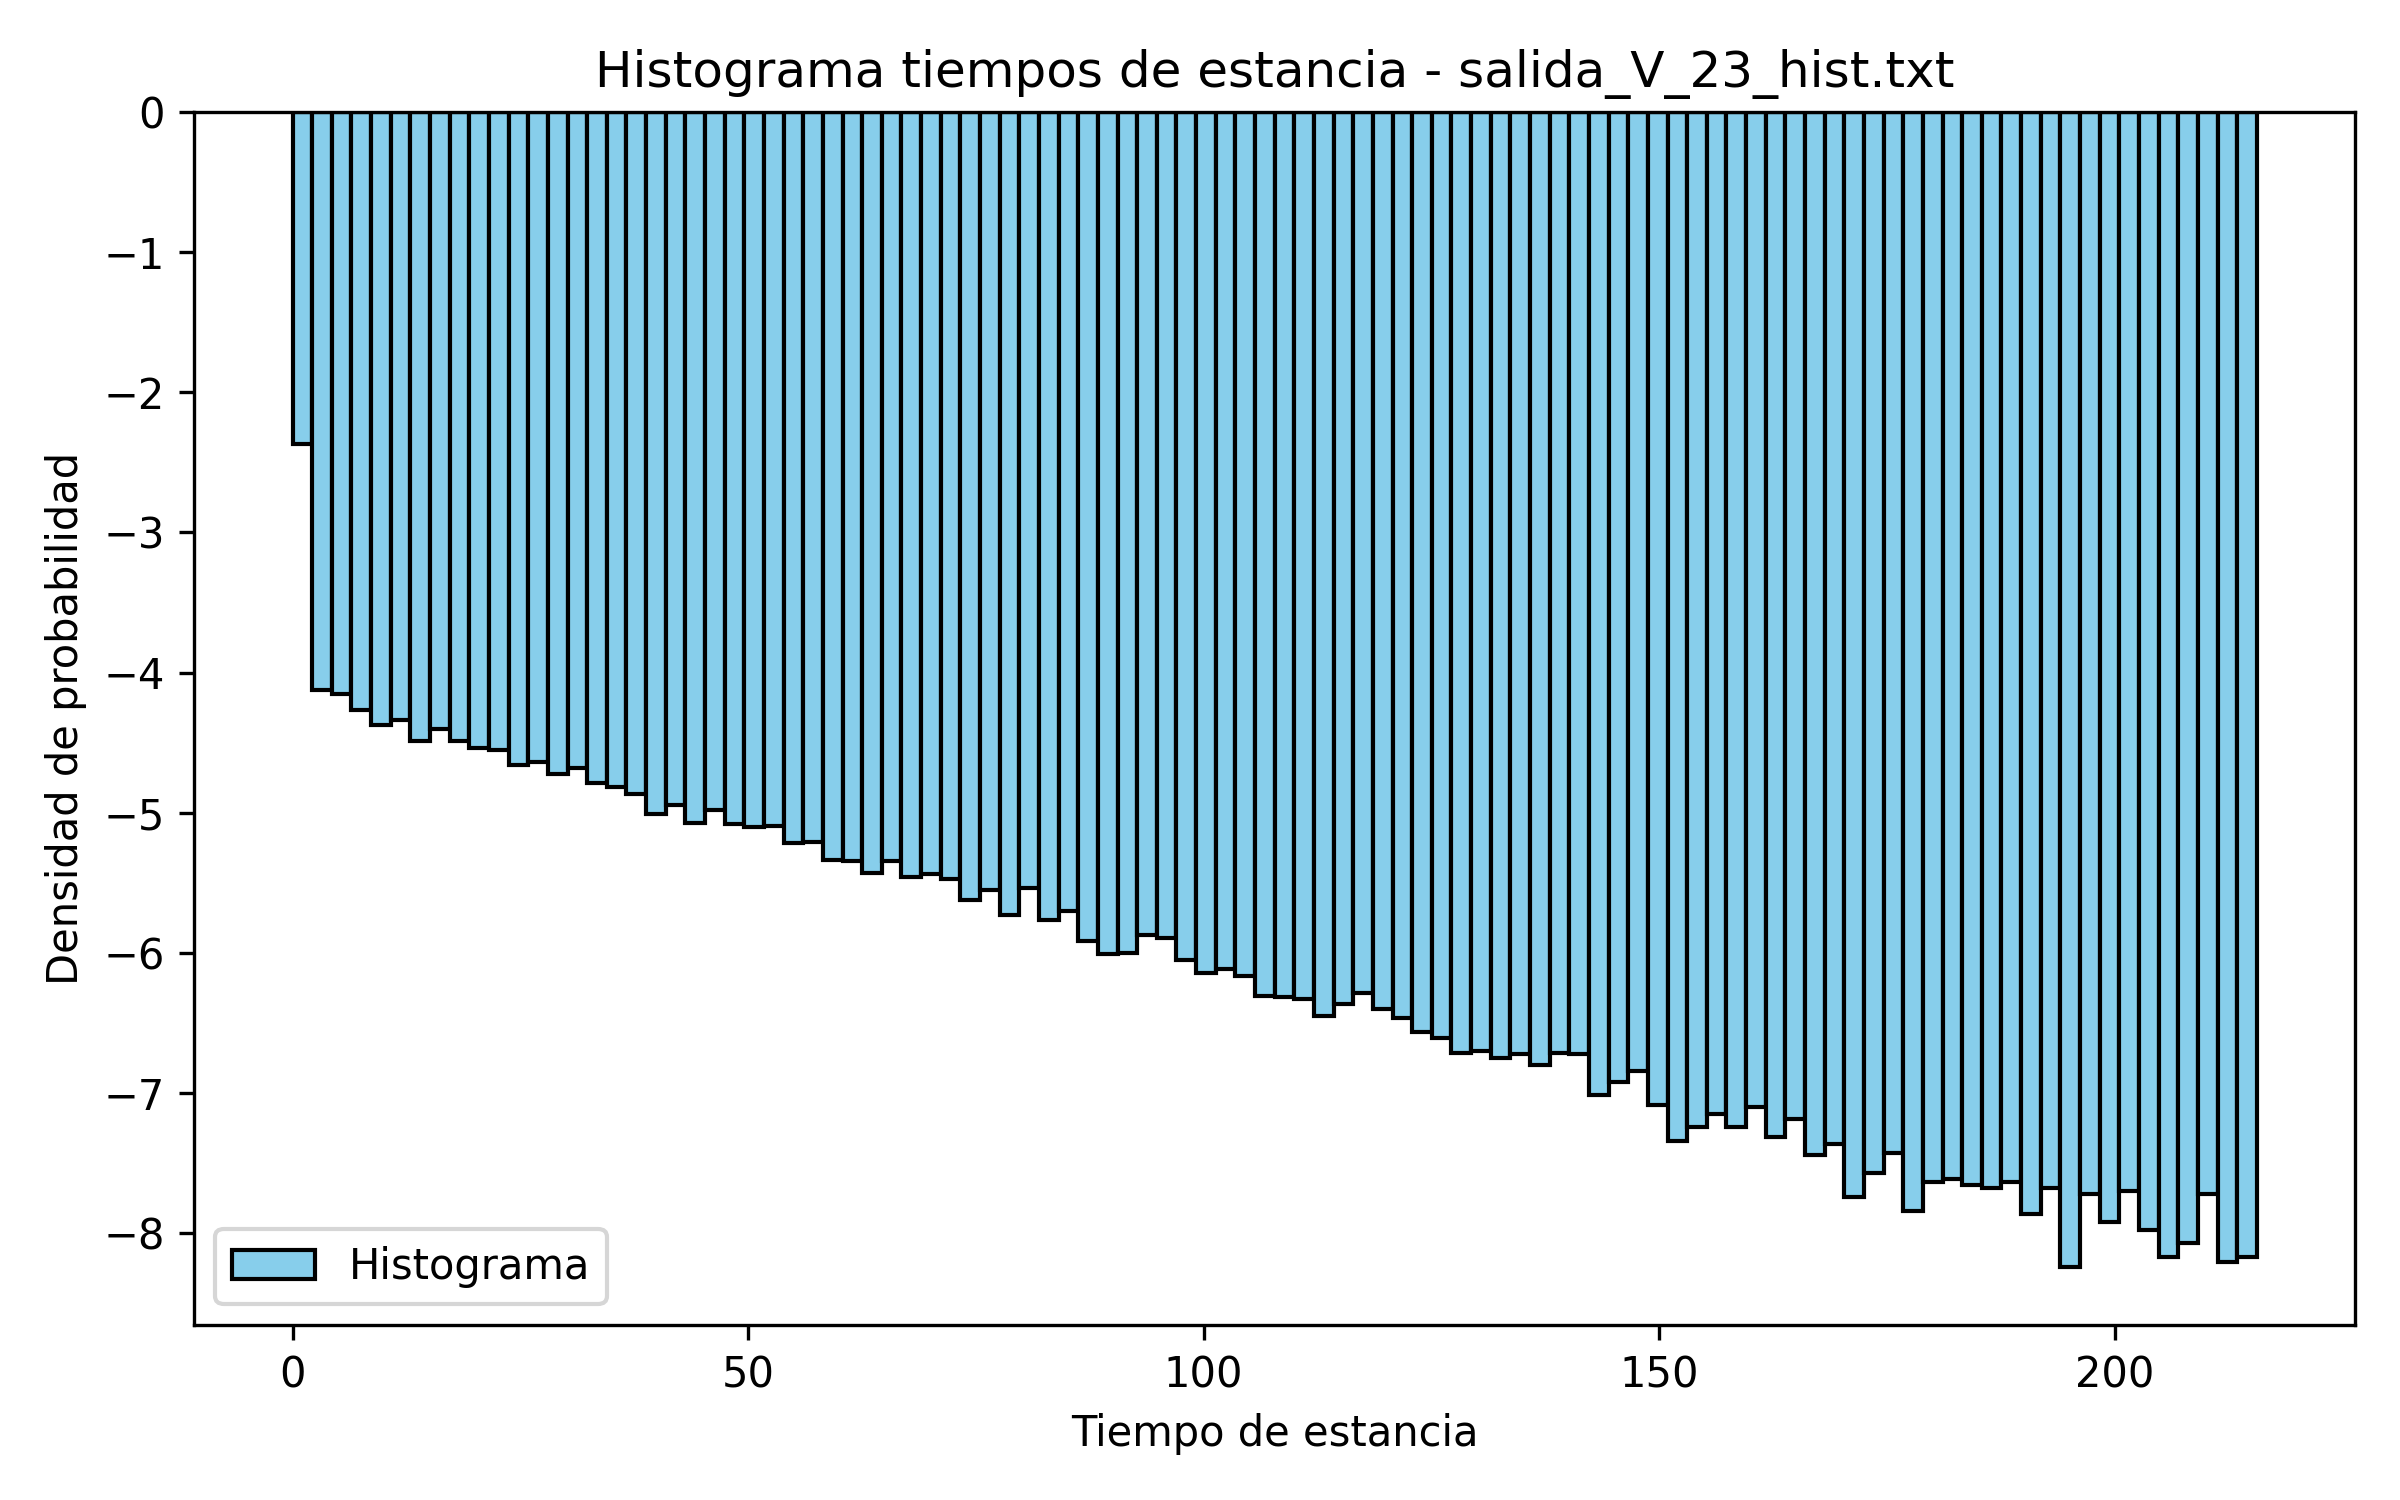 Histograma tiempos de estancia - salida_V_23_hist.txt
0
−1
−2
−3
−4
−5
−6
−7
−8
Densidad de probabilidad
Histograma
0 50 100 150 200
Tiempo de estancia